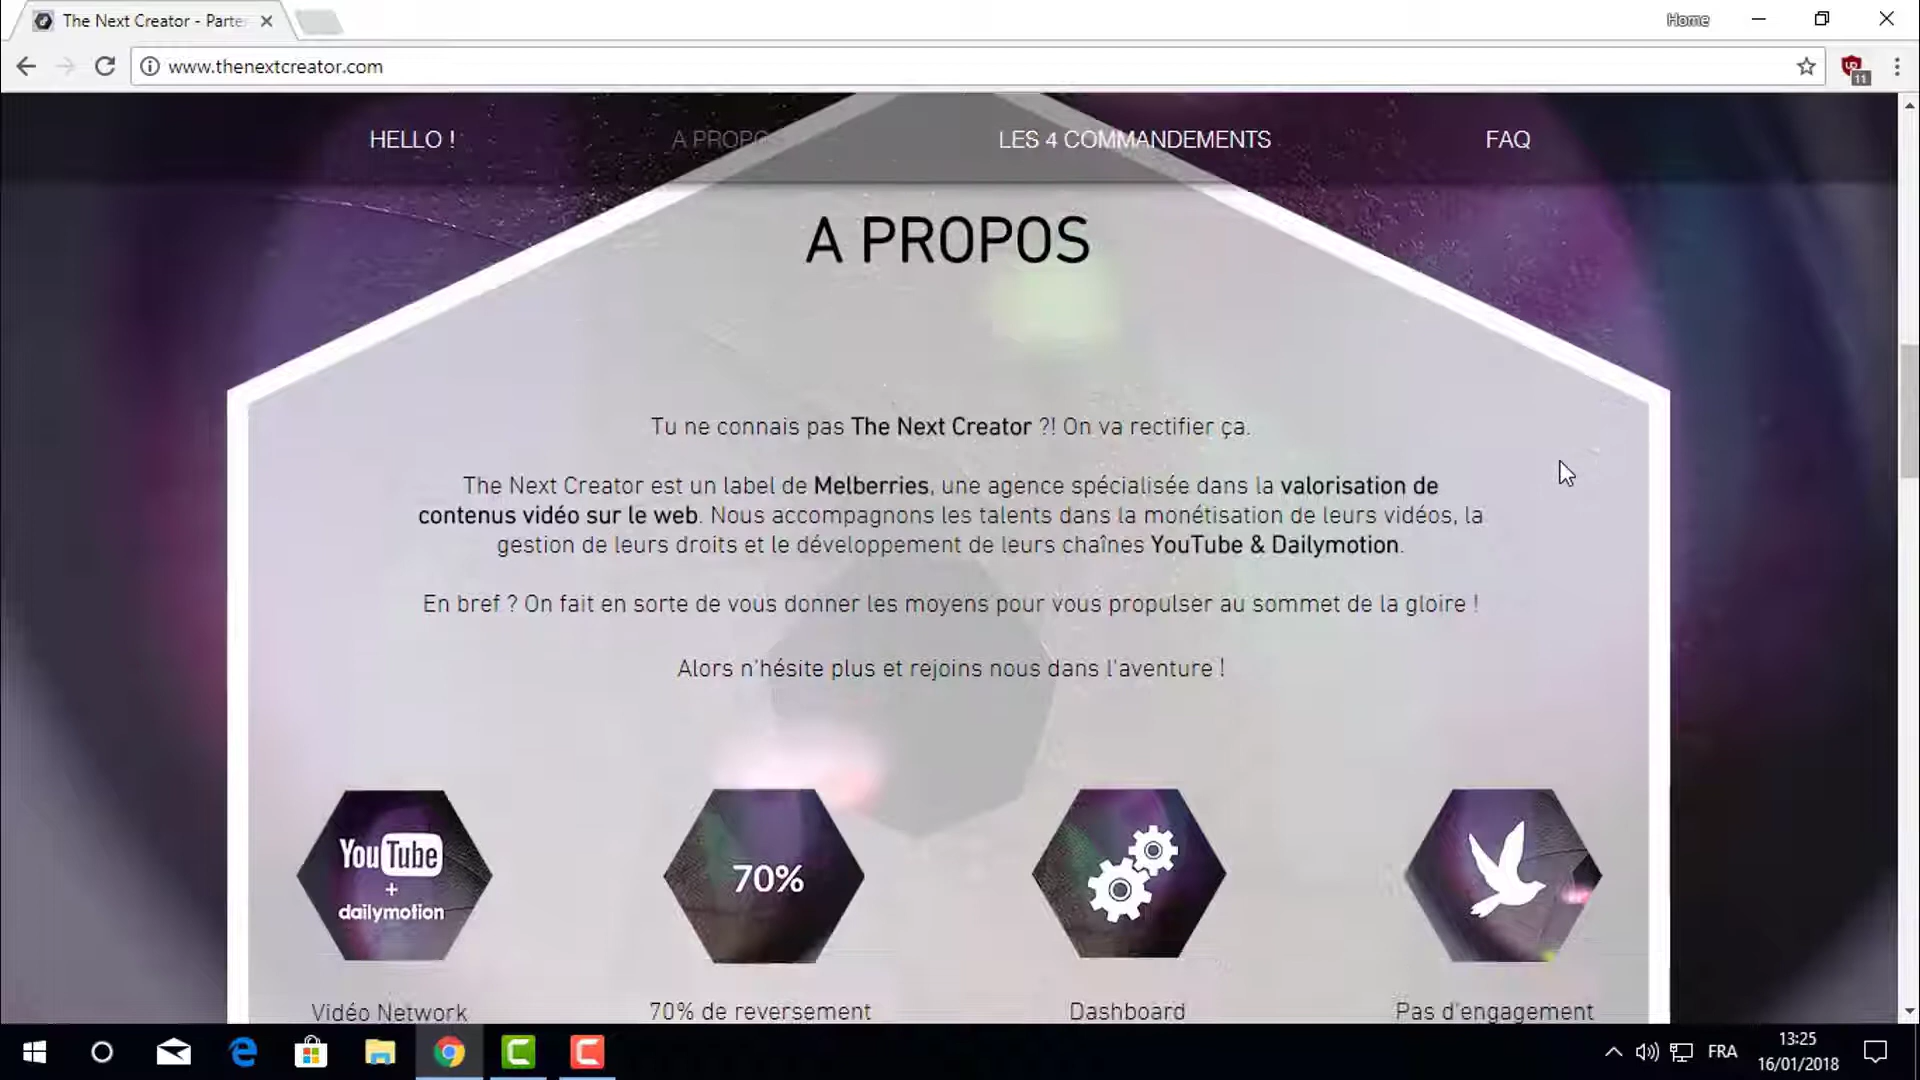 The Next Creator - Parte
Home
www.thenextcreator.com
11
HELLO !
A PROPOS
LES 4 COMMANDEMENTS
FAQ
A PROPOS
Tu ne connais pas The Next Creator ?! On va rectifier ça.
The Next Creator est un label de Melberries, une agence spécialisée dans la valorisation de
contenus vidéo sur le web. Nous accompagnons les talents dans la monétisation de leurs vidéos, la
gestion de leurs droits et le développement de leurs chaînes YouTube & Dailymotion.
En bref ? On fait en sorte de vous donner les moyens pour vous propulser au sommet de la gloire !
Alors n'hésite plus et rejoins nous dans l'aventure !
YouTube
+
dailymotion
70%
Vidéo Network
70% de reversement
Dashboard
Pas d'engagement
FRA
13:25
16/01/2018